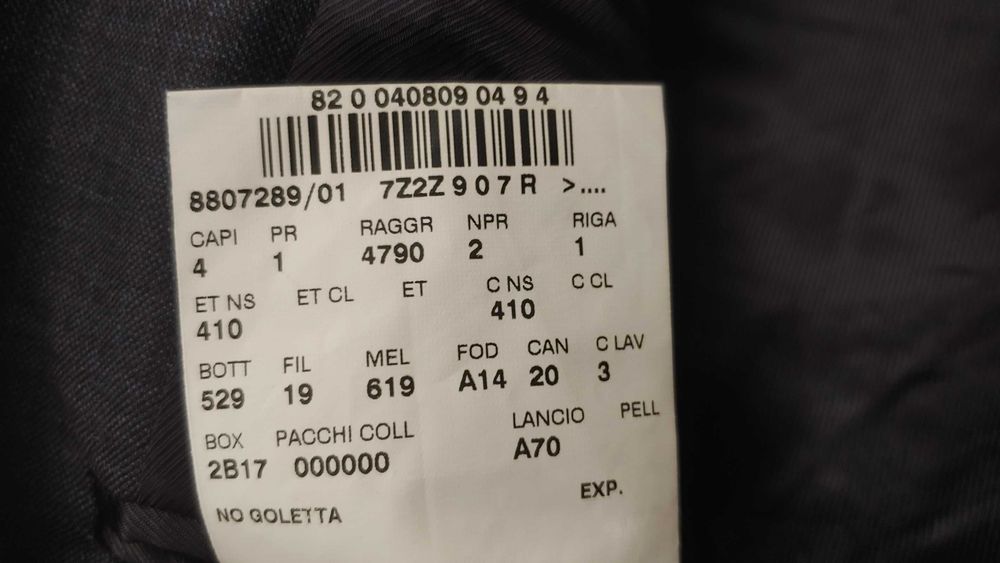 82 0 040809 0 4 9 4
8807289/01 7Z2Z 9 0 7 R >....
CAPI PR RAGGR NPR RIGA
4 1 4790 2 1
ET NS ET CL ET C NS C CL
410 410
BOTT FIL MEL FOD CAN C LAV
529 19 619 A14 20 3
BOX PACCHI COLL LANCIO PELL
2B17 000000 A70
EXP.
NO GOLETTA